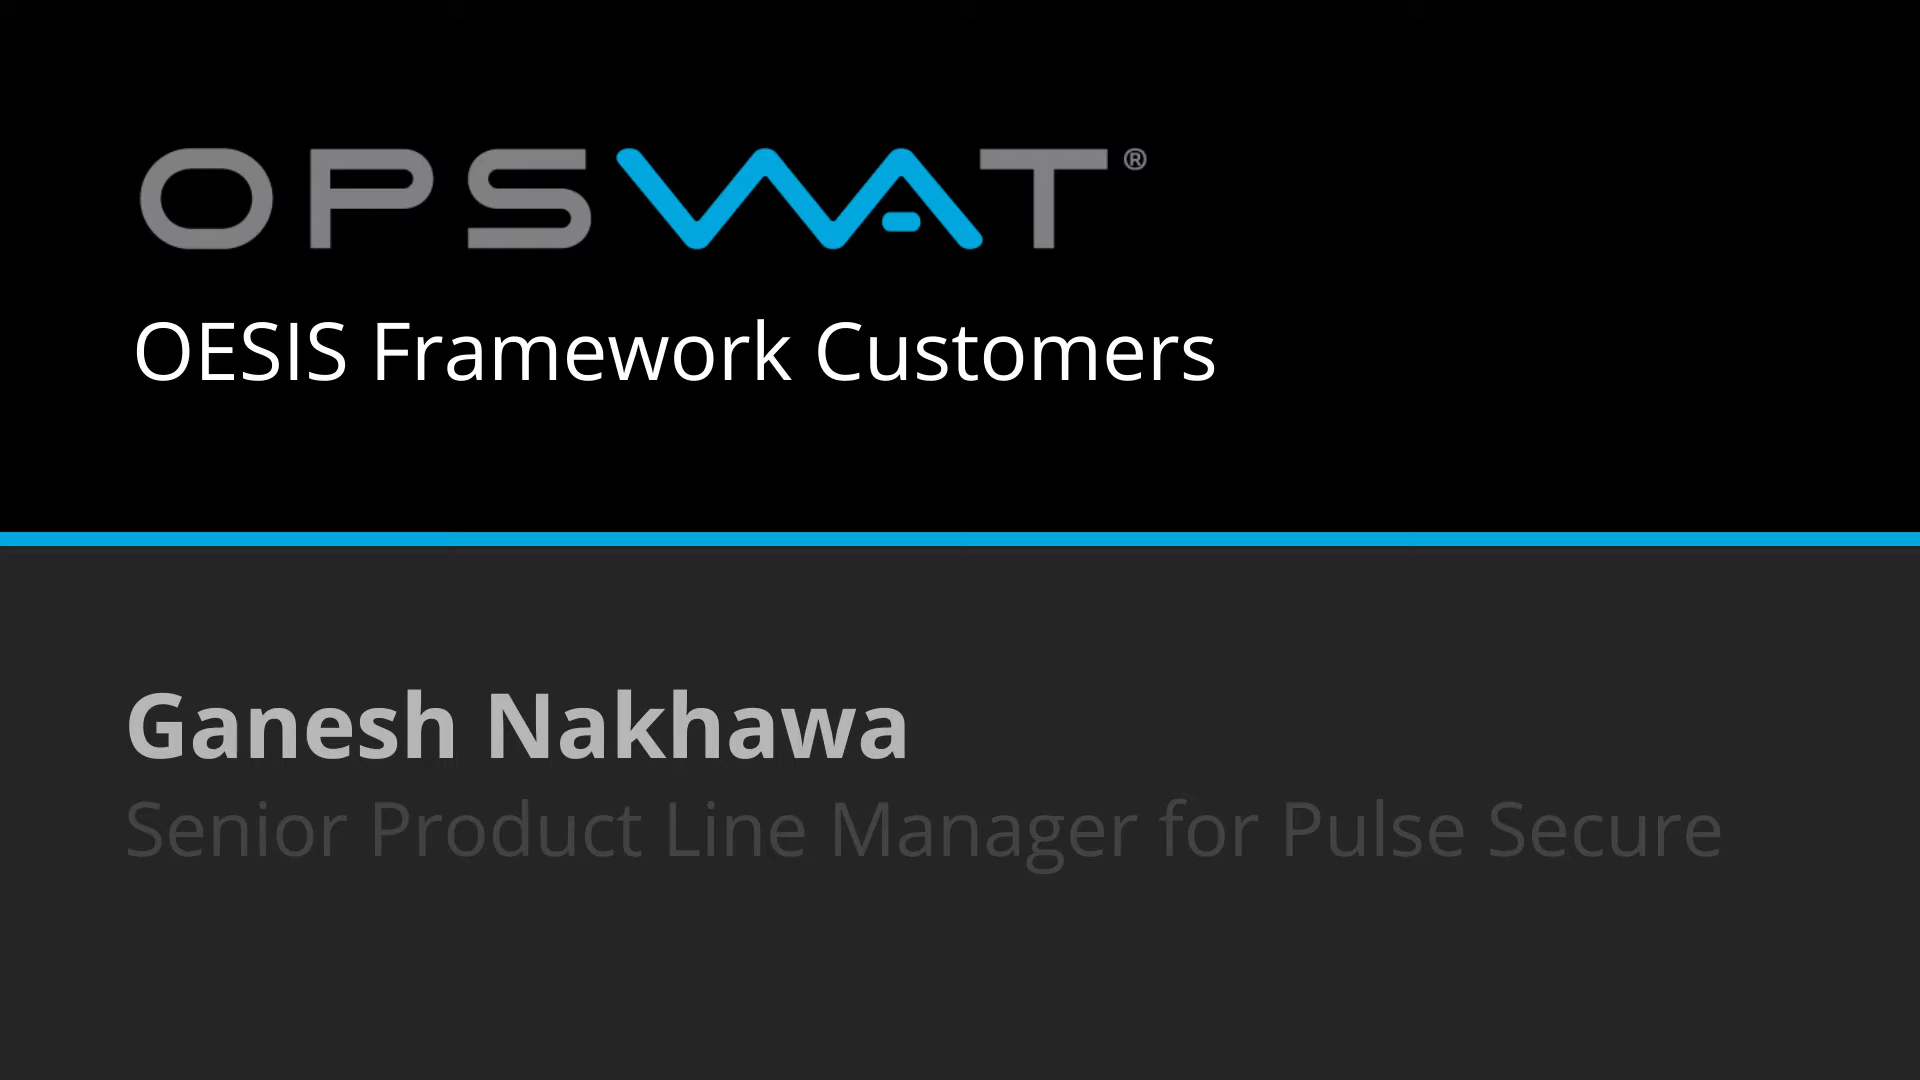 OPSWAT®
OESIS Framework Customers
Ganesh Nakhawa
Senior Product Line Manager for Pulse Secure